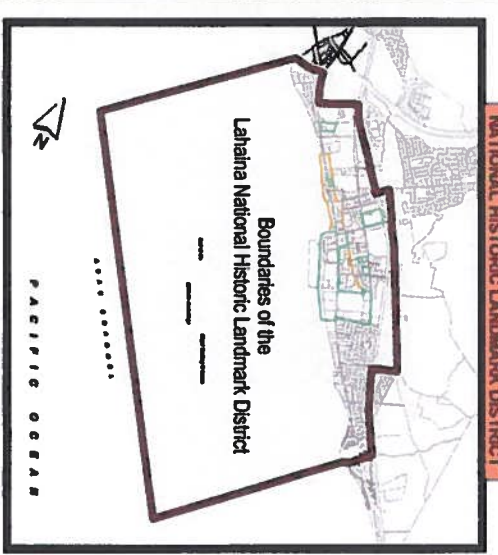 NATIONAL HISTORIC LANDMARK DISTRICT
Boundaries of the
Lahaina National Historic Landmark District
PACIFIC OCEAN
N